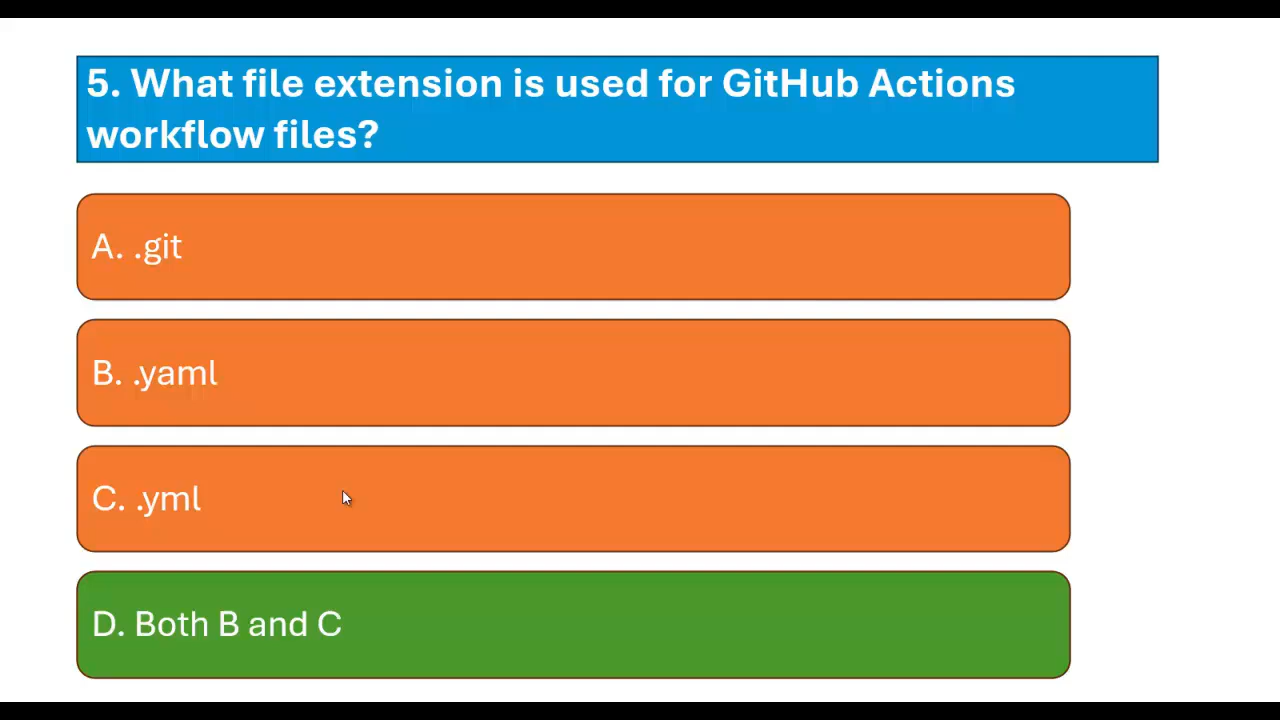 5. What file extension is used for GitHub Actions
workflow files?
A. .git
B. .yaml
C. .yml
D. Both B and C